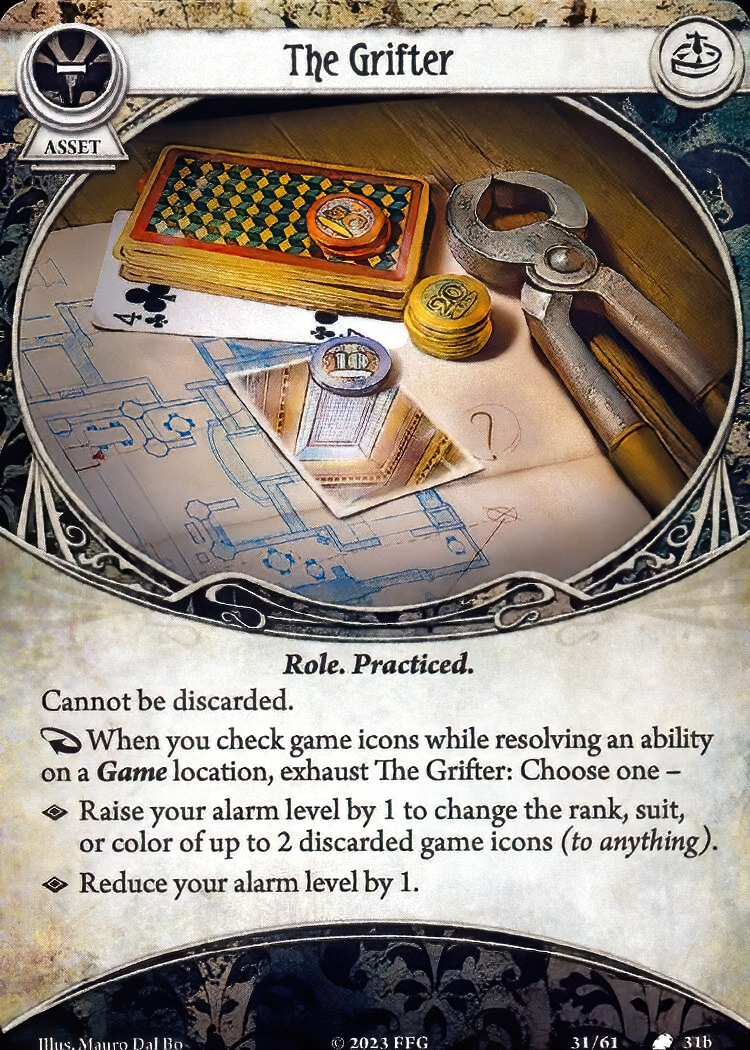 The Grifter
ASSET
4
20
?
Role. Practiced.
Cannot be discarded.
When you check game icons while resolving an ability
on a Game location, exhaust The Grifter: Choose one –
Raise your alarm level by 1 to change the rank, suit,
or color of up to 2 discarded game icons (to anything).
Reduce your alarm level by 1.
Illus. Mauro Dal Bo © 2023 FFG 31/61 31b